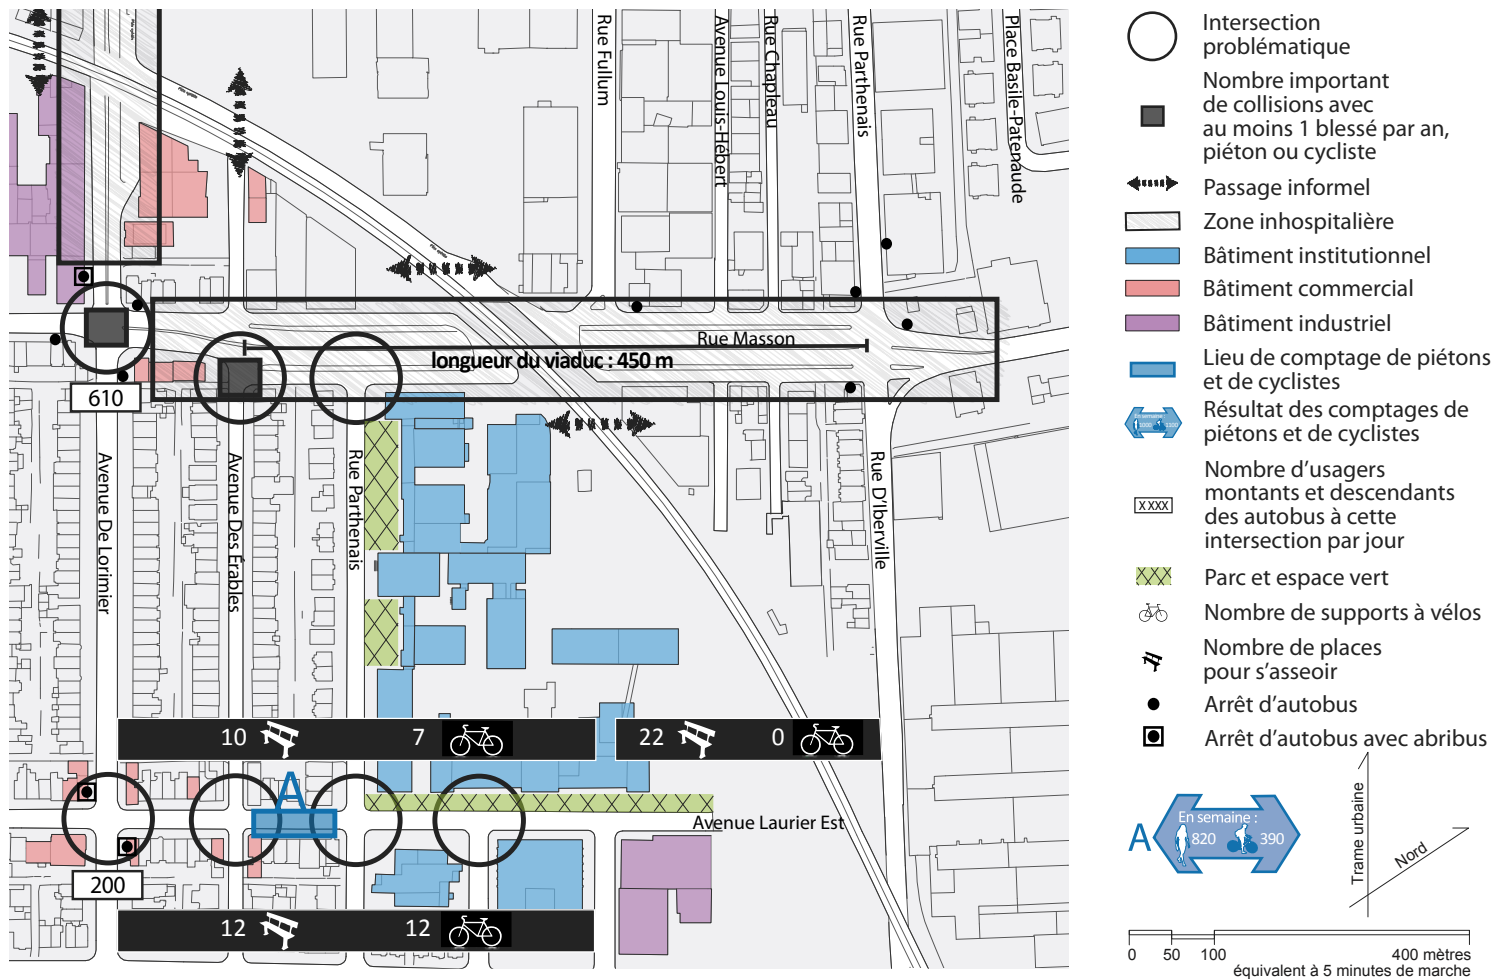 Rue Fullum
Avenue Louis-Hébert
Rue Chapleau
Rue Parthenais
Place Basile-Patenaude
Rue Masson
longueur du viaduc : 450 m
610
Avenue De Lorimier
Avenue Des Érables
Rue Parthenais
Rue D'Iberville
10 7
22 0
A
Avenue Laurier Est
200
12 12
Intersection
problématique
Nombre important
de collisions avec
au moins 1 blessé par an,
piéton ou cycliste
Passage informel
Zone inhospitalière
Bâtiment institutionnel
Bâtiment commercial
Bâtiment industriel
Lieu de comptage de piétons
et de cyclistes
En semaine :
Résultat des comptages de
piétons et de cyclistes
Nombre d'usagers
montants et descendants
X XXX
des autobus à cette
intersection par jour
Parc et espace vert
Nombre de supports à vélos
Nombre de places
pour s'asseoir
Arrêt d'autobus
Arrêt d'autobus avec abribus
A
En semaine :
820 390
Trame urbaine
Nord
0 50 100 400 mètres
équivalent à 5 minutes de marche